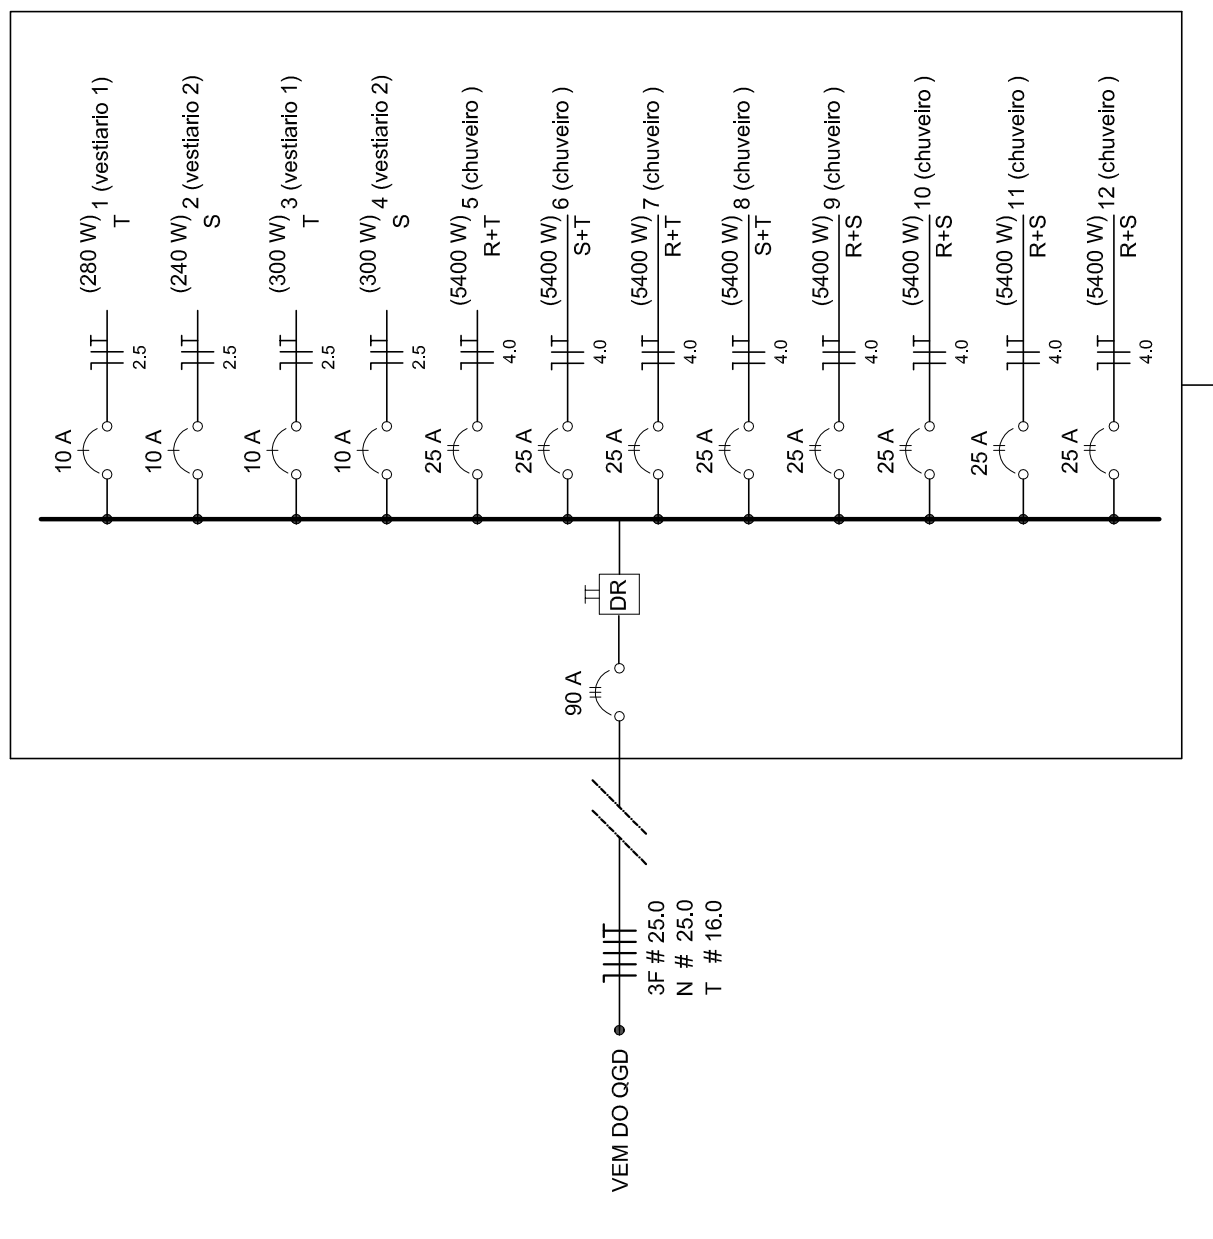 10 A
2.5
(280 W)
1 (vestiario 1)
T
10 A
2.5
(240 W)
2 (vestiario 2)
S
10 A
2.5
(300 W)
3 (vestiario 1)
T
10 A
2.5
(300 W)
4 (vestiario 2)
S
25 A
4.0
(5400 W)
5 (chuveiro )
R+T
25 A
4.0
(5400 W)
6 (chuveiro )
S+T
25 A
4.0
(5400 W)
7 (chuveiro )
R+T
25 A
4.0
(5400 W)
8 (chuveiro )
S+T
25 A
4.0
(5400 W)
9 (chuveiro )
R+S
25 A
4.0
(5400 W)
10 (chuveiro )
R+S
25 A
4.0
(5400 W)
11 (chuveiro )
R+S
25 A
4.0
(5400 W)
12 (chuveiro )
R+S
DR
90 A
3F # 25.0
N # 25.0
T # 16.0
VEM DO QGD